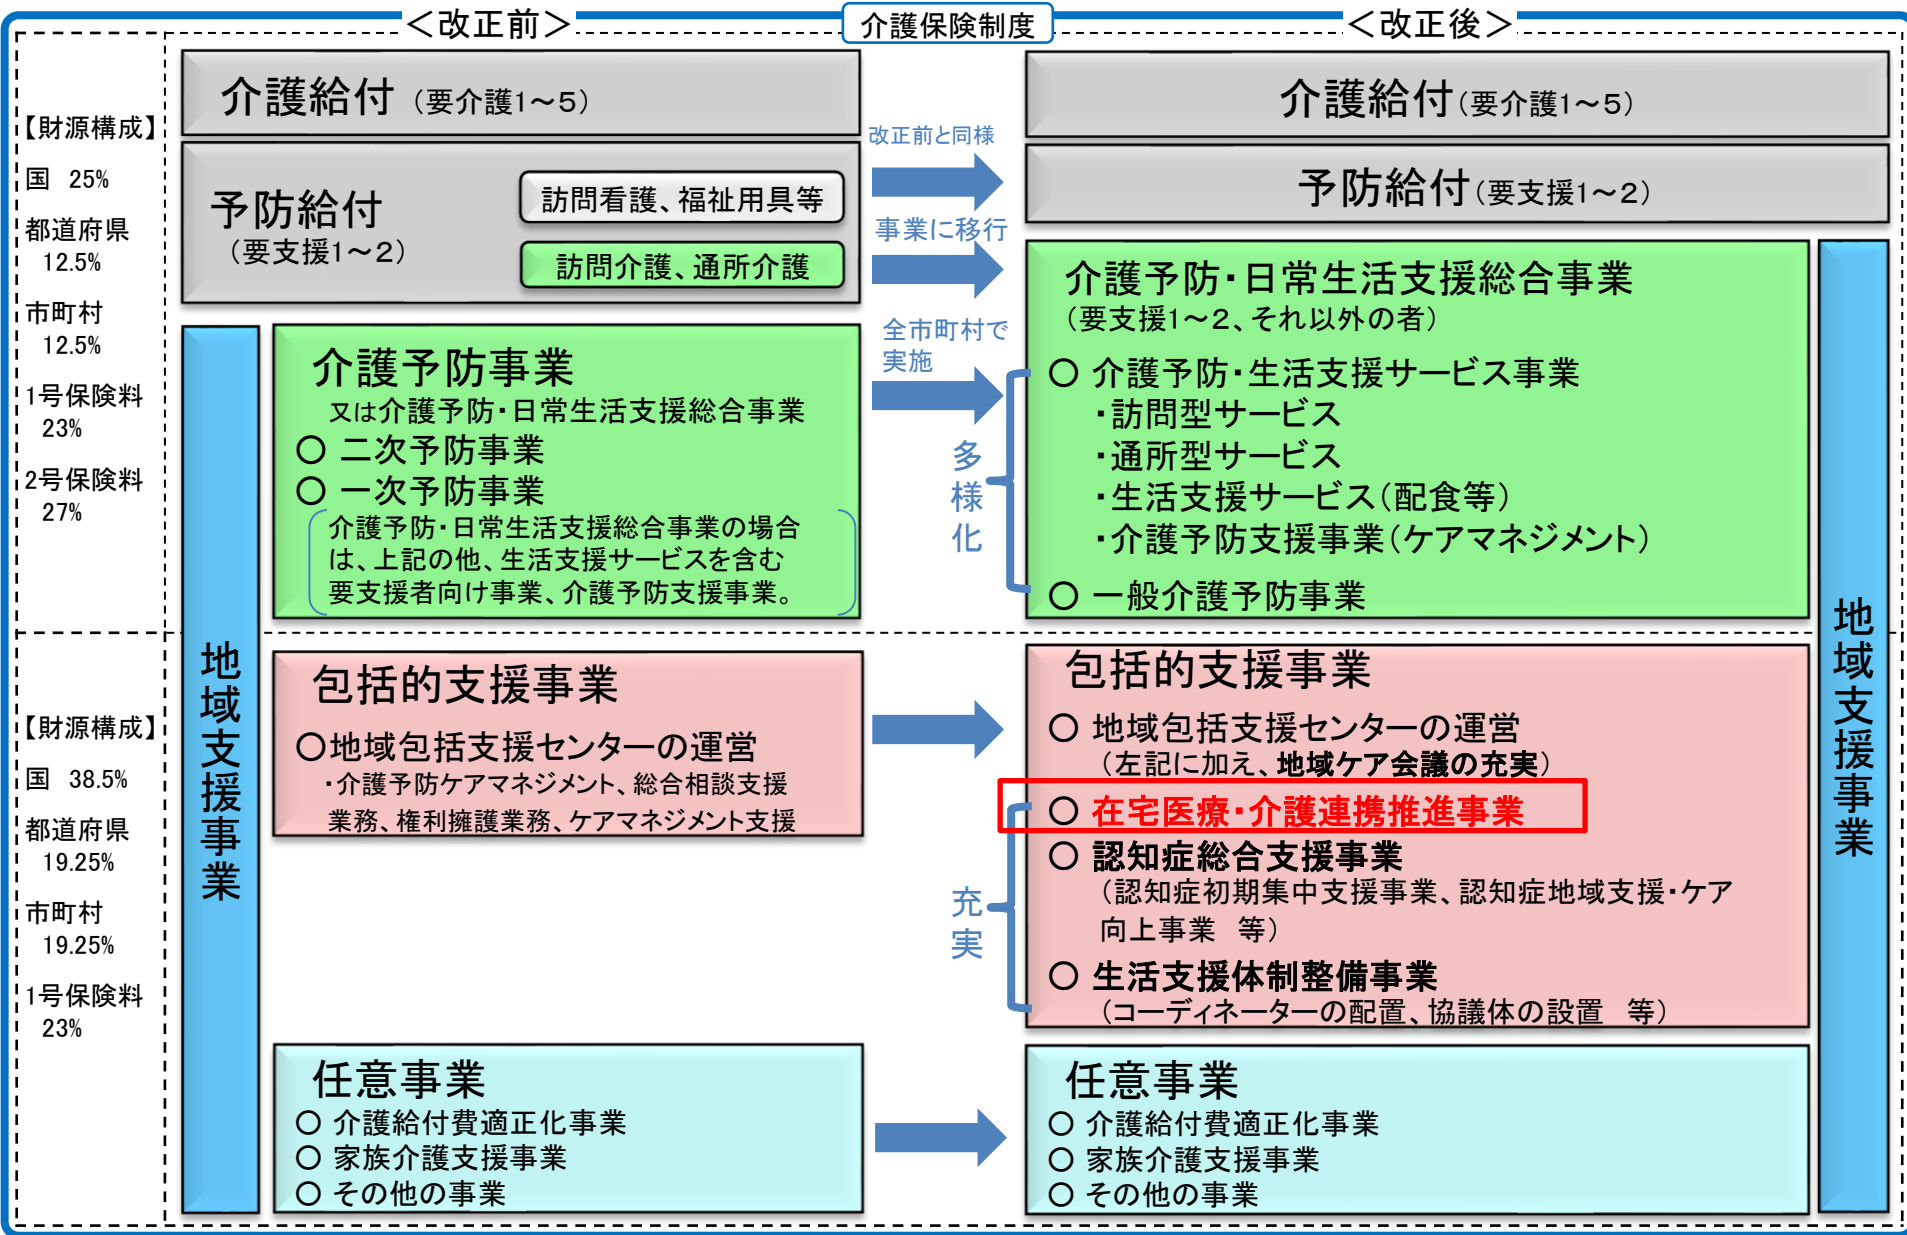 介護保険制度
<改正前>
<改正後>
【財源構成】
国 25%
都道府県
12.5%
市町村
12.5%
1号保険料
23%
2号保険料
27%
介護給付（要介護1～5）
予防給付
（要支援1～2）
訪問看護、福祉用具等
訪問介護、通所介護
介護予防事業
又は介護予防・日常生活支援総合事業
○ 二次予防事業
○ 一次予防事業
介護予防・日常生活支援総合事業の場合
は、上記の他、生活支援サービスを含む
要支援者向け事業、介護予防支援事業。
改正前と同様
事業に移行
全市町村で
実施
多様化
介護給付（要介護1～5）
予防給付（要支援1～2）
介護予防・日常生活支援総合事業
（要支援1～2、それ以外の者）
○ 介護予防・生活支援サービス事業
・訪問型サービス
・通所型サービス
・生活支援サービス（配食等）
・介護予防支援事業（ケアマネジメント）
○ 一般介護予防事業
【財源構成】
国 38.5%
都道府県
19.25%
市町村
19.25%
1号保険料
23%
地域支援事業
包括的支援事業
○地域包括支援センターの運営
・介護予防ケアマネジメント、総合相談支援
業務、権利擁護業務、ケアマネジメント支援
充実
包括的支援事業
○ 地域包括支援センターの運営
（左記に加え、地域ケア会議の充実）
○ 在宅医療・介護連携推進事業
○ 認知症総合支援事業
（認知症初期集中支援事業、認知症地域支援・ケア
向上事業 等）
○ 生活支援体制整備事業
（コーディネーターの配置、協議体の設置 等）
地域支援事業
任意事業
○ 介護給付費適正化事業
○ 家族介護支援事業
○ その他の事業
任意事業
○ 介護給付費適正化事業
○ 家族介護支援事業
○ その他の事業